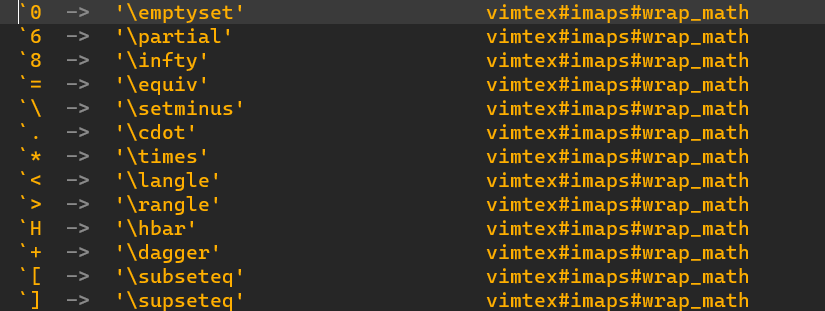 `0  ->  '\emptyset'                    vimtex#imaps#wrap_math
`6  ->  '\partial'                     vimtex#imaps#wrap_math
`8  ->  '\infty'                       vimtex#imaps#wrap_math
`=  ->  '\equiv'                       vimtex#imaps#wrap_math
`\  ->  '\setminus'                    vimtex#imaps#wrap_math
`.  ->  '\cdot'                        vimtex#imaps#wrap_math
`*  ->  '\times'                       vimtex#imaps#wrap_math
`<  ->  '\langle'                      vimtex#imaps#wrap_math
`>  ->  '\rangle'                      vimtex#imaps#wrap_math
`H  ->  '\hbar'                        vimtex#imaps#wrap_math
`+  ->  '\dagger'                      vimtex#imaps#wrap_math
`[  ->  '\subseteq'                    vimtex#imaps#wrap_math
`]  ->  '\supseteq'                    vimtex#imaps#wrap_math